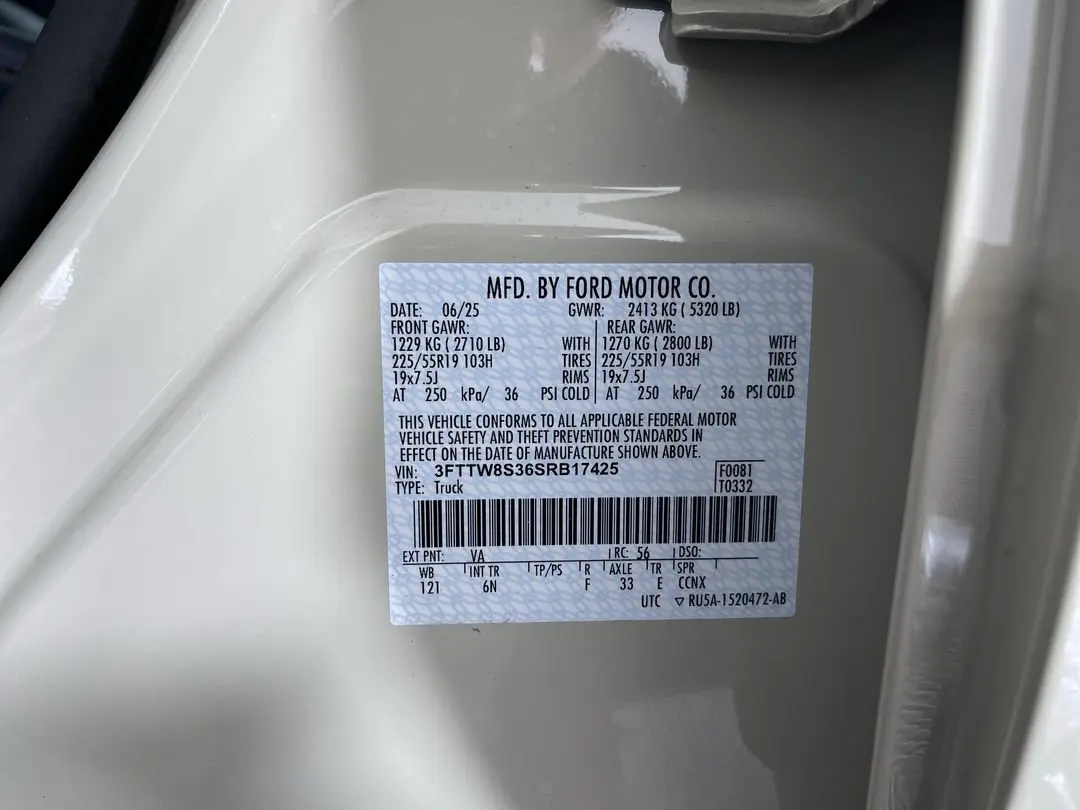 MFD. BY FORD MOTOR CO.
DATE: 06/25 GVWR: 2413 KG ( 5320 LB)
FRONT GAWR: REAR GAWR:
1229 KG ( 2710 LB) WITH 1270 KG ( 2800 LB) WITH
225/55R19 103H TIRES 225/55R19 103H TIRES
19x7.5J RIMS 19x7.5J RIMS
AT 250 kPa/ 36 PSI COLD AT 250 kPa/ 36 PSI COLD
THIS VEHICLE CONFORMS TO ALL APPLICABLE FEDERAL MOTOR
VEHICLE SAFETY AND THEFT PREVENTION STANDARDS IN
EFFECT ON THE DATE OF MANUFACTURE SHOWN ABOVE.
VIN: 3FTTW8S36SRB17425 F0081
TYPE: Truck T0332
EXT PNT: VA RC: 56 DSO:
WB INT TR TP/PS R AXLE TR SPR
121 6N F 33 E CCNX
UTC ▽ RU5A-1520472-AB